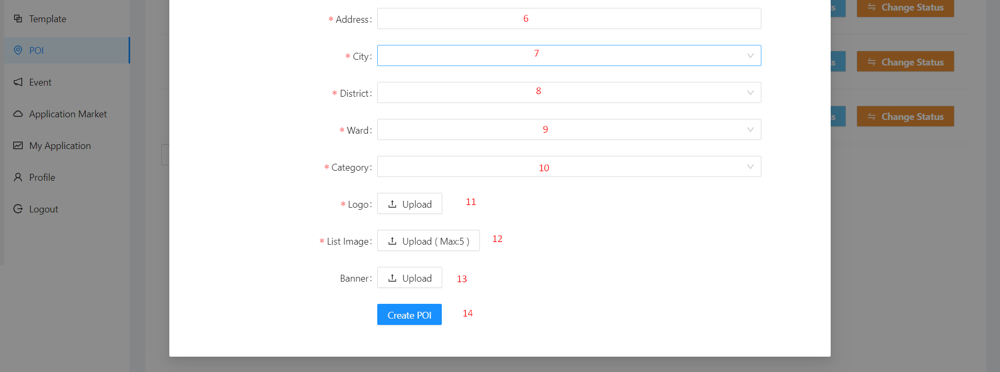 Template
POI
Event
Application Market
My Application
Profile
Logout
* Address: 6
* City: 7
* District: 8
* Ward: 9
* Category: 10
* Logo: Upload 11
* List Image: Upload ( Max:5 ) 12
Banner: Upload 13
Create POI 14
s Change Status
s Change Status
s Change Status